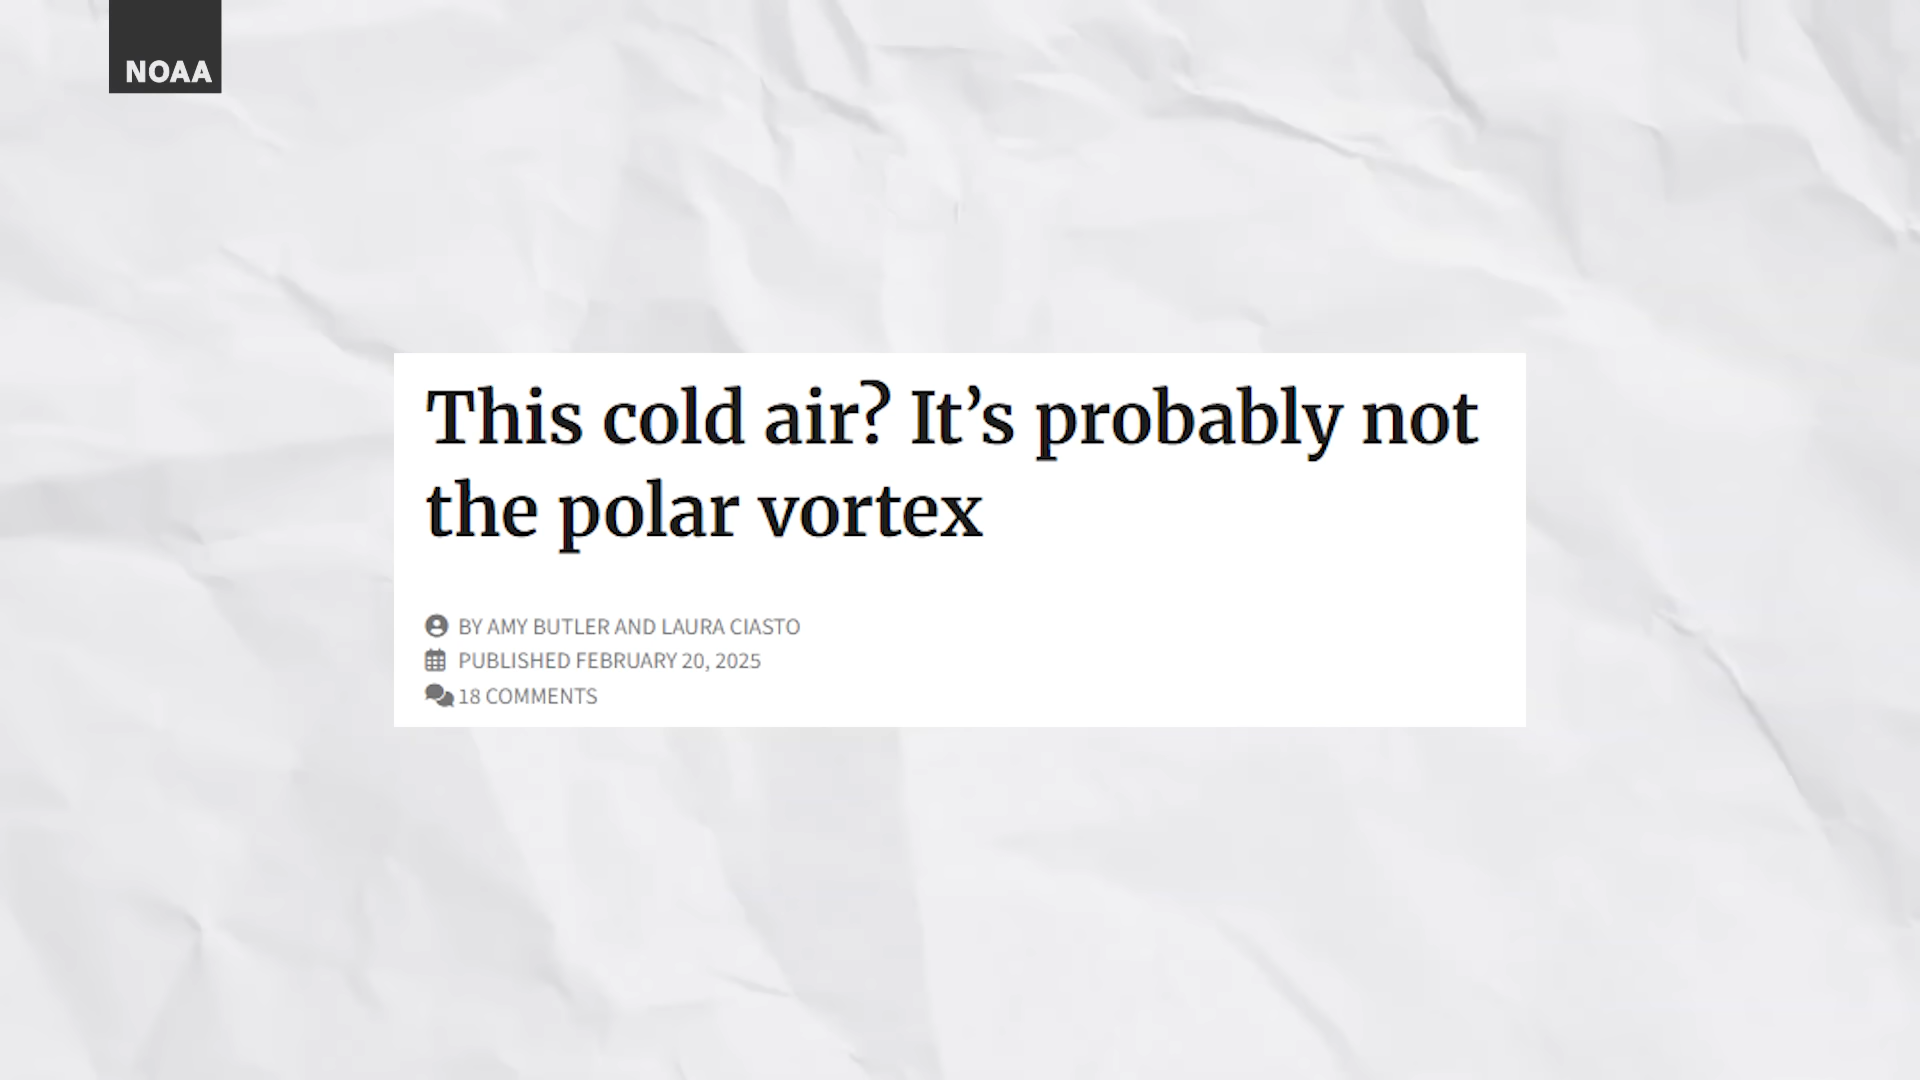 NOAA
This cold air? It’s probably not
the polar vortex
BY AMY BUTLER AND LAURA CIASTO
PUBLISHED FEBRUARY 20, 2025
18 COMMENTS